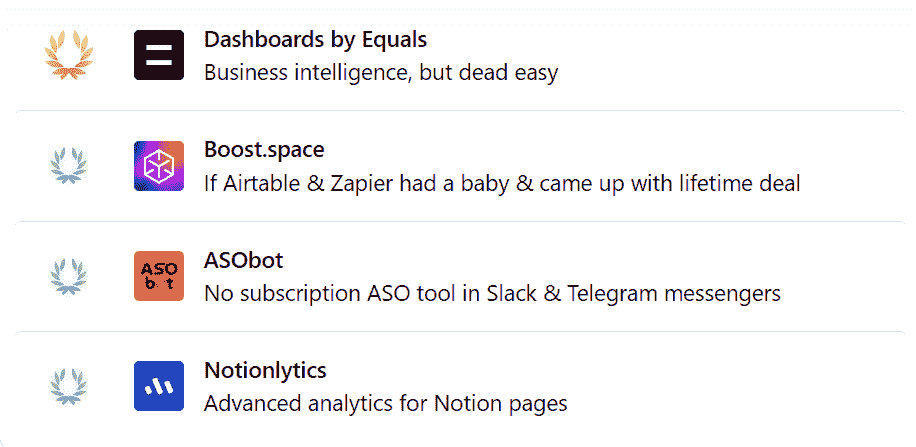 Dashboards by Equals
Business intelligence, but dead easy
Boost.space
If Airtable & Zapier had a baby & came up with lifetime deal
ASObot
ASO
b t
No subscription ASO tool in Slack & Telegram messengers
Notionlytics
Advanced analytics for Notion pages